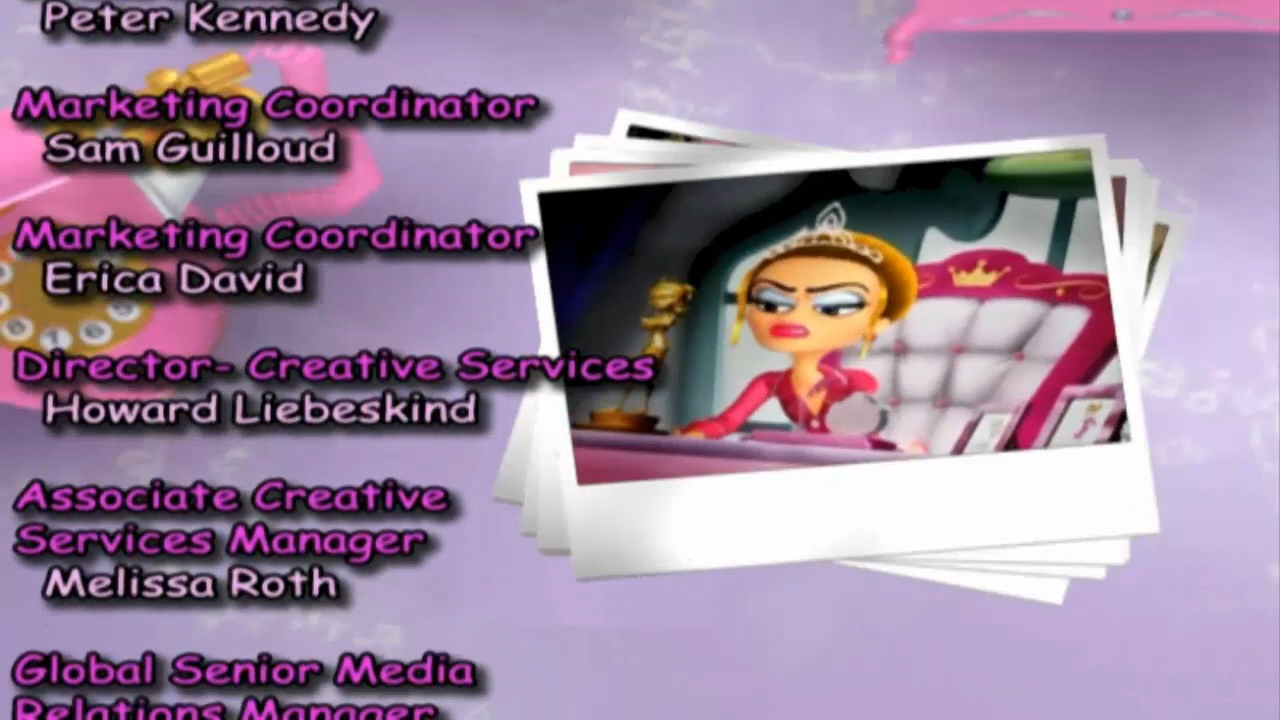 Peter Kennedy
Marketing Coordinator
Sam Guilloud
Marketing Coordinator
Erica David
Director- Creative Services
Howard Liebeskind
Associate Creative
Services Manager
Melissa Roth
Global Senior Media
Relations Manager